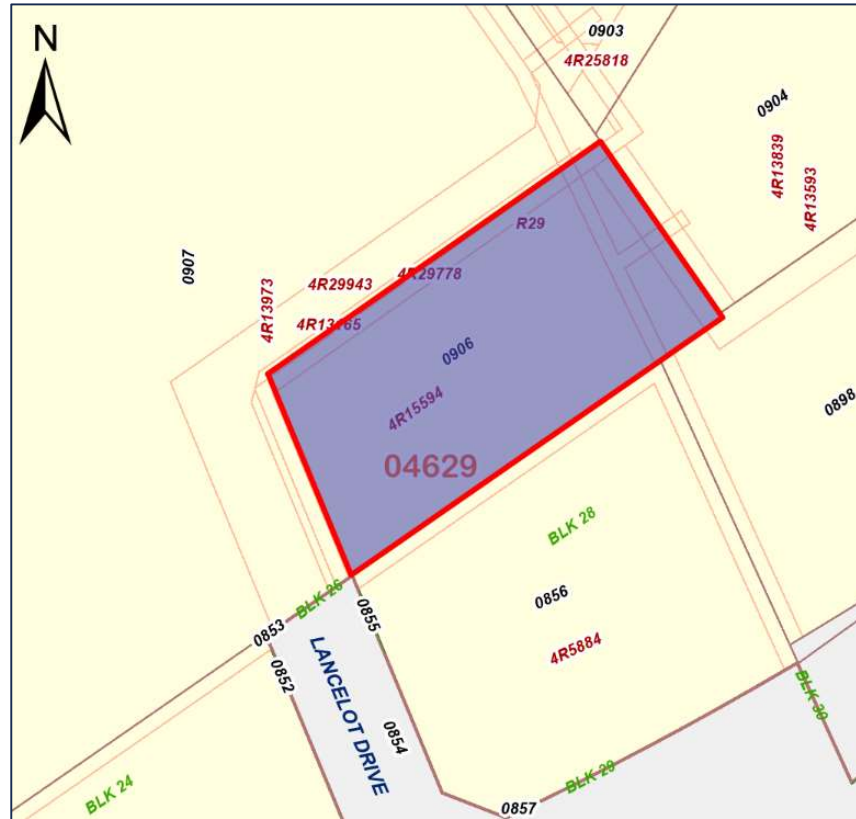 N
0903
4R25818
0904
4R13839
4R13593
R29
0907
4R13973
4R29943
4R29778
4R13765
0906
4R15594
04629
0898
BLK 28
BLK 26
0856
0855
0853
4R5884
0852
LANCELOT DRIVE
0854
BLK 30
BLK 29
BLK 24
0857